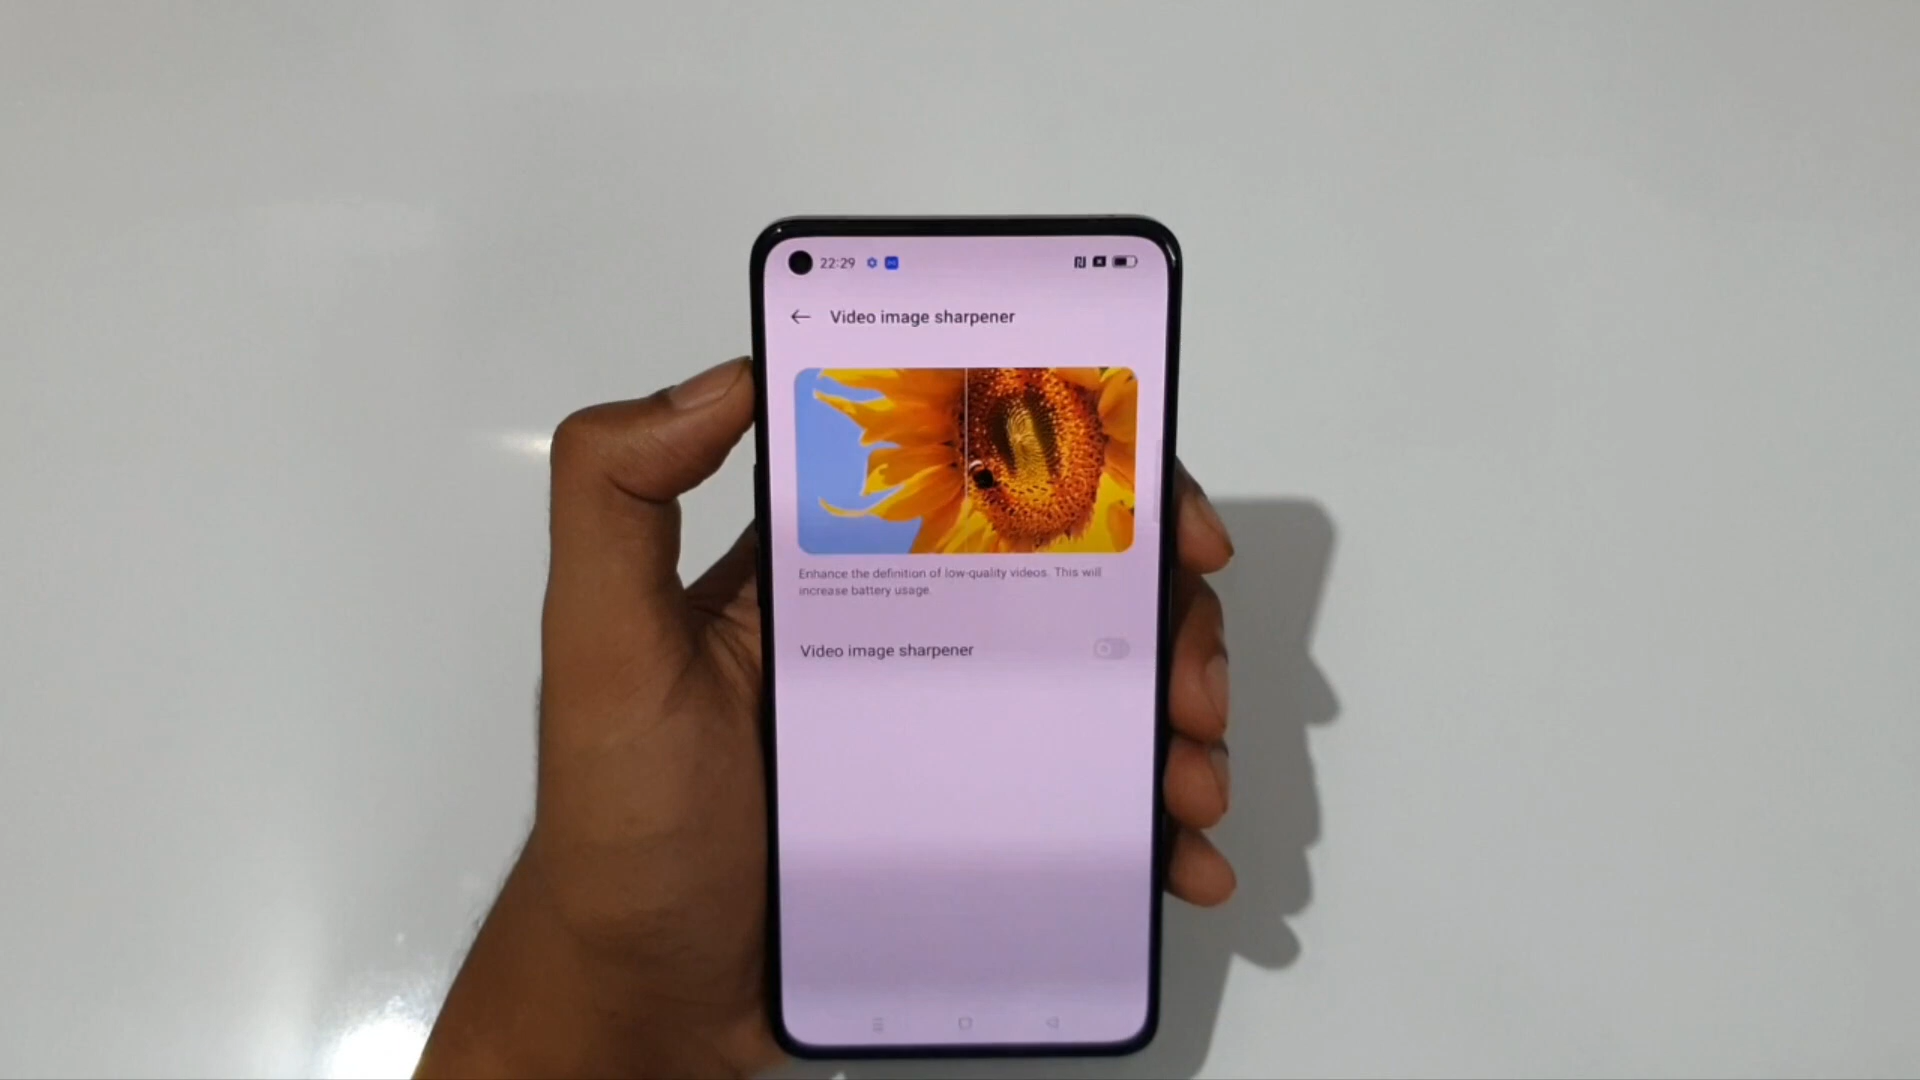 22:29
Video image sharpener
Enhance the definition of low-quality videos. This will
increase battery usage.
Video image sharpener